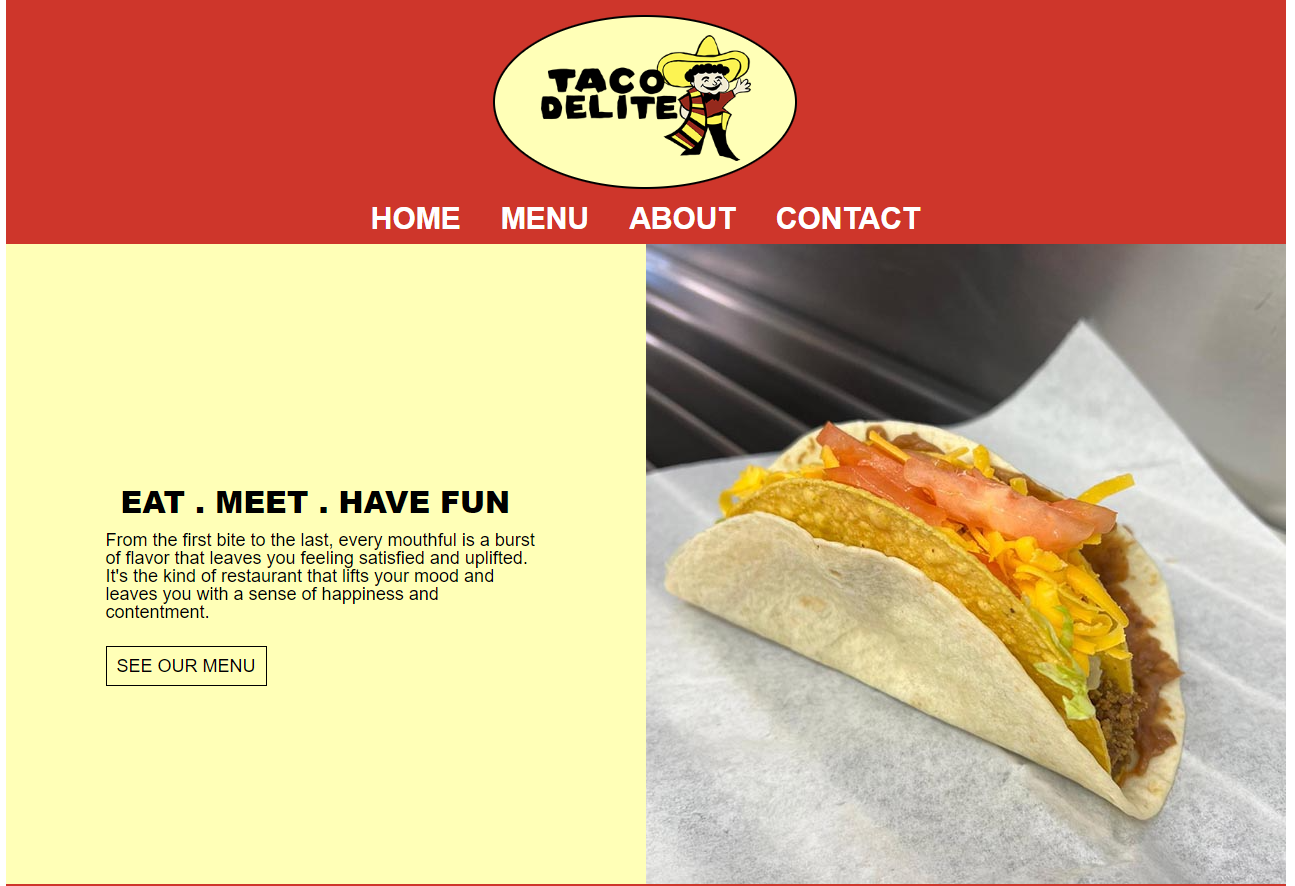 TACO
DELITE
HOME MENU ABOUT CONTACT
EAT . MEET . HAVE FUN
From the first bite to the last, every mouthful is a burst
of flavor that leaves you feeling satisfied and uplifted.
It's the kind of restaurant that lifts your mood and
leaves you with a sense of happiness and
contentment.
SEE OUR MENU